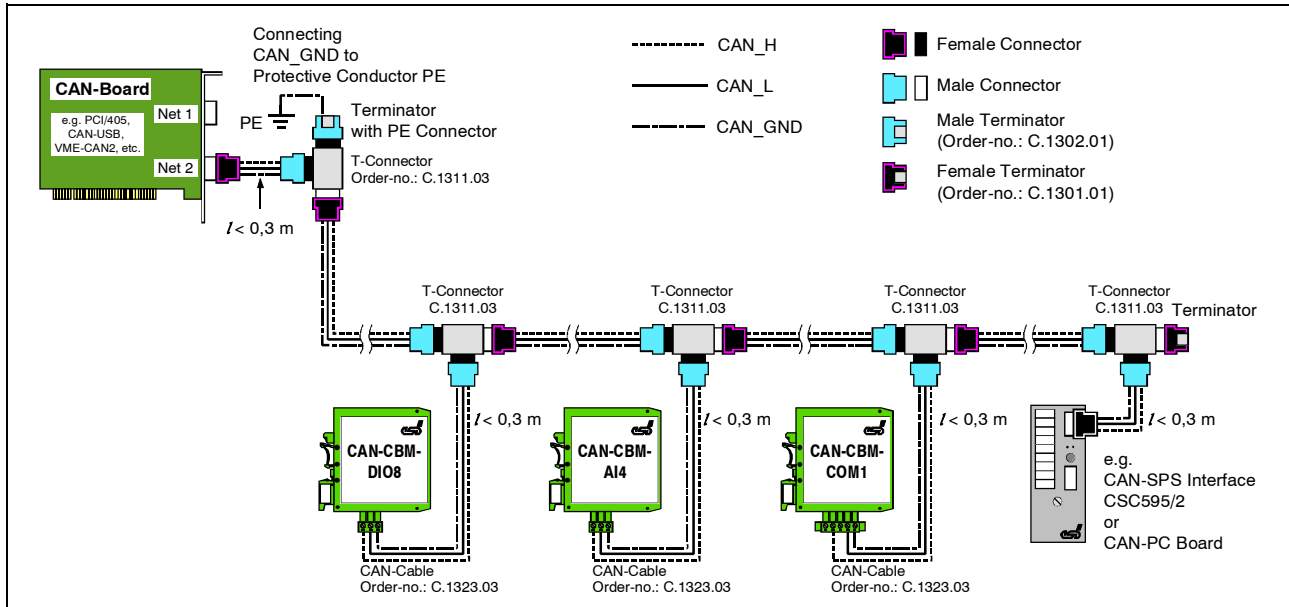 Connecting
CAN_GND to
Protective Conductor PE
CAN-Board
e.g. PCI/405,
CAN-USB,
VME-CAN2, etc.
Net 1
Net 2
PE
Terminator
with PE Connector
T-Connector
Order-no.: C.1311.03
l < 0,3 m
CAN_H
CAN_L
CAN_GND
Female Connector
Male Connector
Male Terminator
(Order-no.: C.1302.01)
Female Terminator
(Order-no.: C.1301.01)
T-Connector
C.1311.03
T-Connector
C.1311.03
T-Connector
C.1311.03
T-Connector
C.1311.03
Terminator
l < 0,3 m
l < 0,3 m
l < 0,3 m
l < 0,3 m
esd
CAN-CBM-
DIO8
esd
CAN-CBM-
AI4
esd
CAN-CBM-
COM1
e.g.
CAN-SPS Interface
CSC595/2
or
CAN-PC Board
esd
CAN-Cable
Order-no.: C.1323.03
CAN-Cable
Order-no.: C.1323.03
CAN-Cable
Order-no.: C.1323.03